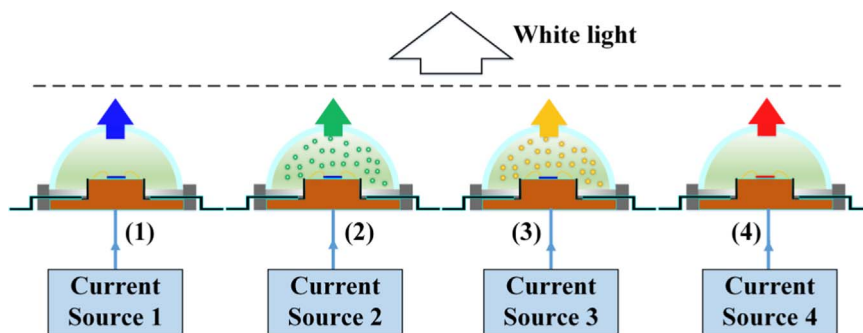 White light
(1)
(2)
(3)
(4)
Current
Source 1
Current
Source 2
Current
Source 3
Current
Source 4